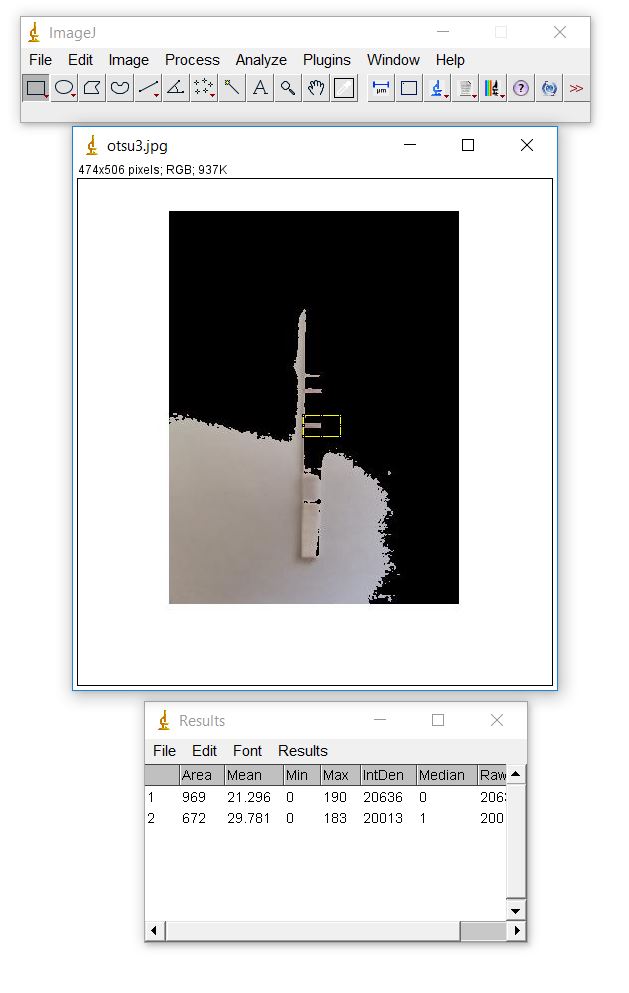 ImageJ
File Edit Image Process Analyze Plugins Window Help
A µm ? >>
otsu3.jpg
474x506 pixels; RGB; 937K
Results
File Edit Font Results
Area Mean Min Max IntDen Median Raw
1 969 21.296 0 190 20636 0 206
2 672 29.781 0 183 20013 1 200